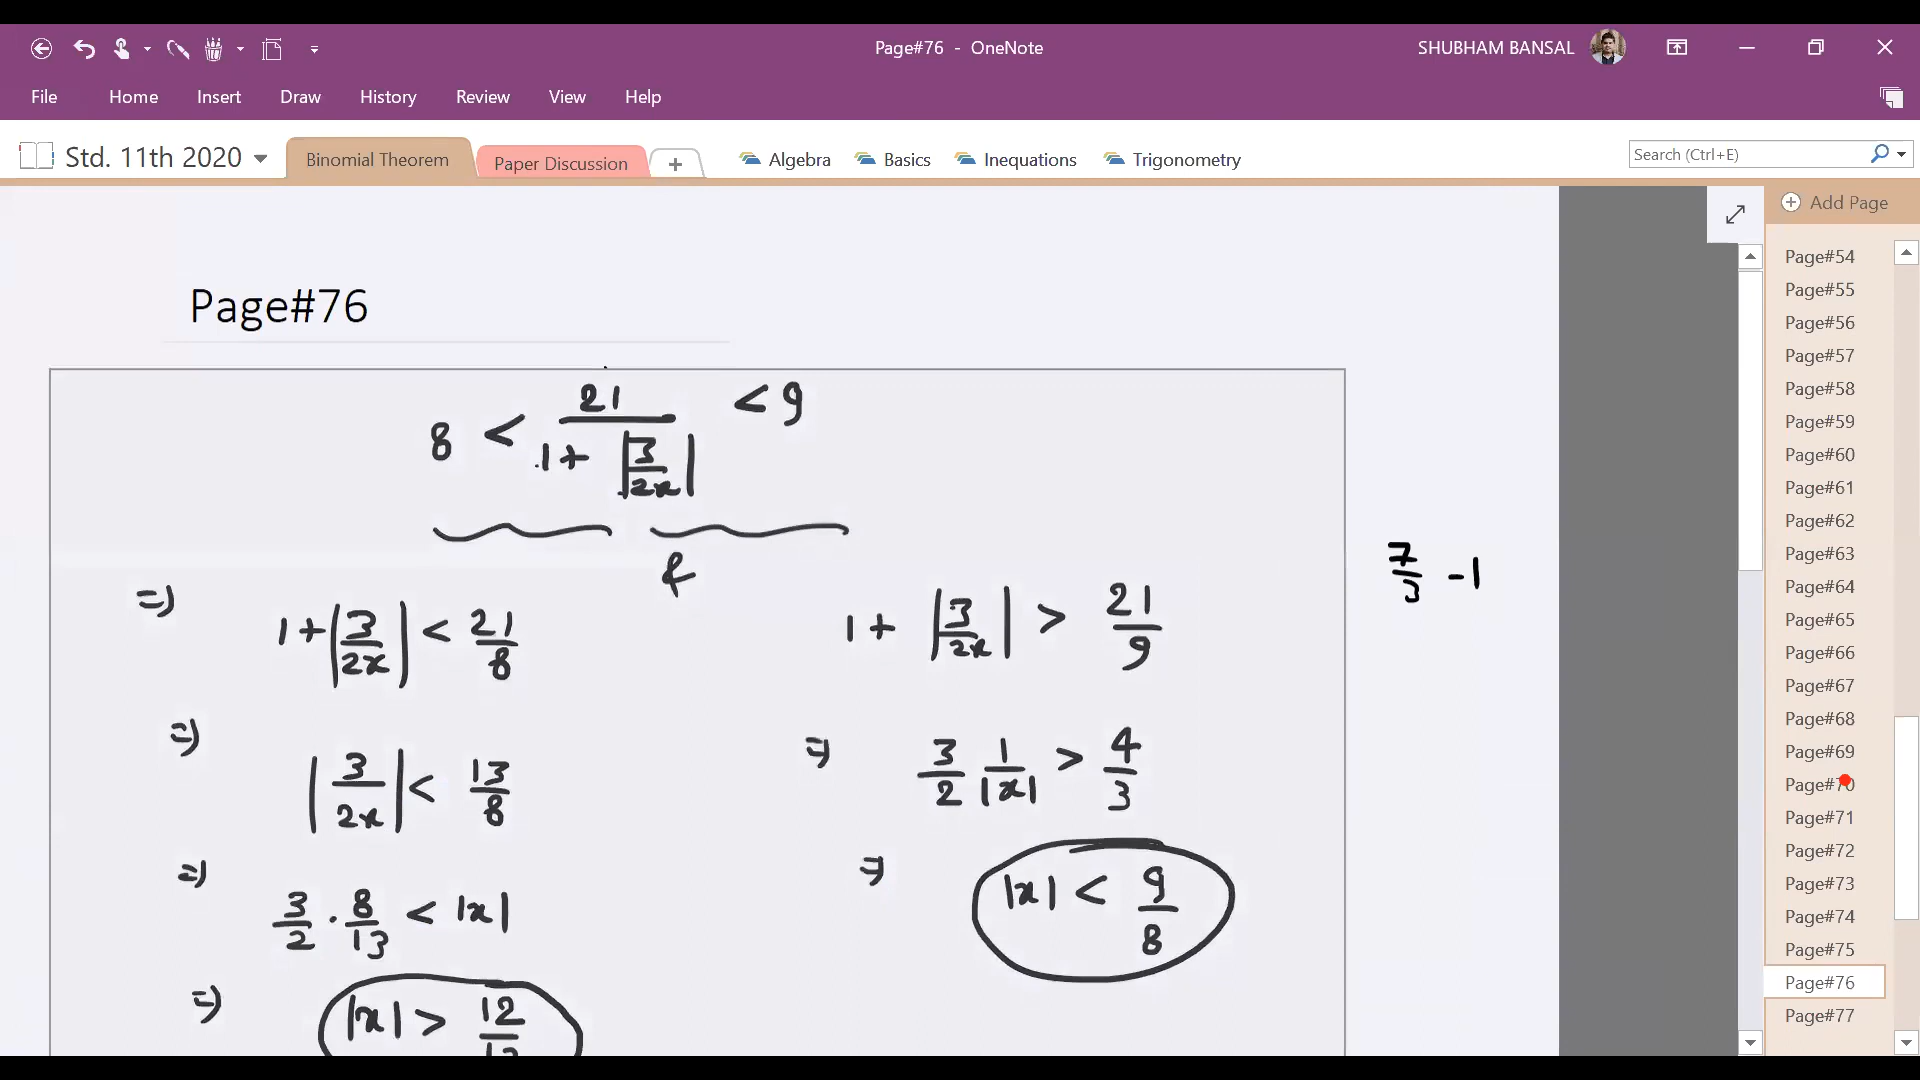 Page#76 - OneNote
SHUBHAM BANSAL
File Home Insert Draw History Review View Help
Std. 11th 2020 Binomial Theorem Paper Discussion + Algebra Basics Inequations Trigonometry Search (Ctrl+E)
Add Page
Page#76
8 < 21/(1 + |3/2x|) < 9
&
=) 1 + |3/2x| < 21/8
1 + |3/2x| > 21/9
7/3 - 1
=) |3/2x| < 13/8
=) 3/2 1/|x| > 4/3
=) 3/2 · 8/13 < |x|
=) |x| < 9/8
=) |x| > 12/
Page#54
Page#55
Page#56
Page#57
Page#58
Page#59
Page#60
Page#61
Page#62
Page#63
Page#64
Page#65
Page#66
Page#67
Page#68
Page#69
Page#70
Page#71
Page#72
Page#73
Page#74
Page#75
Page#76
Page#77